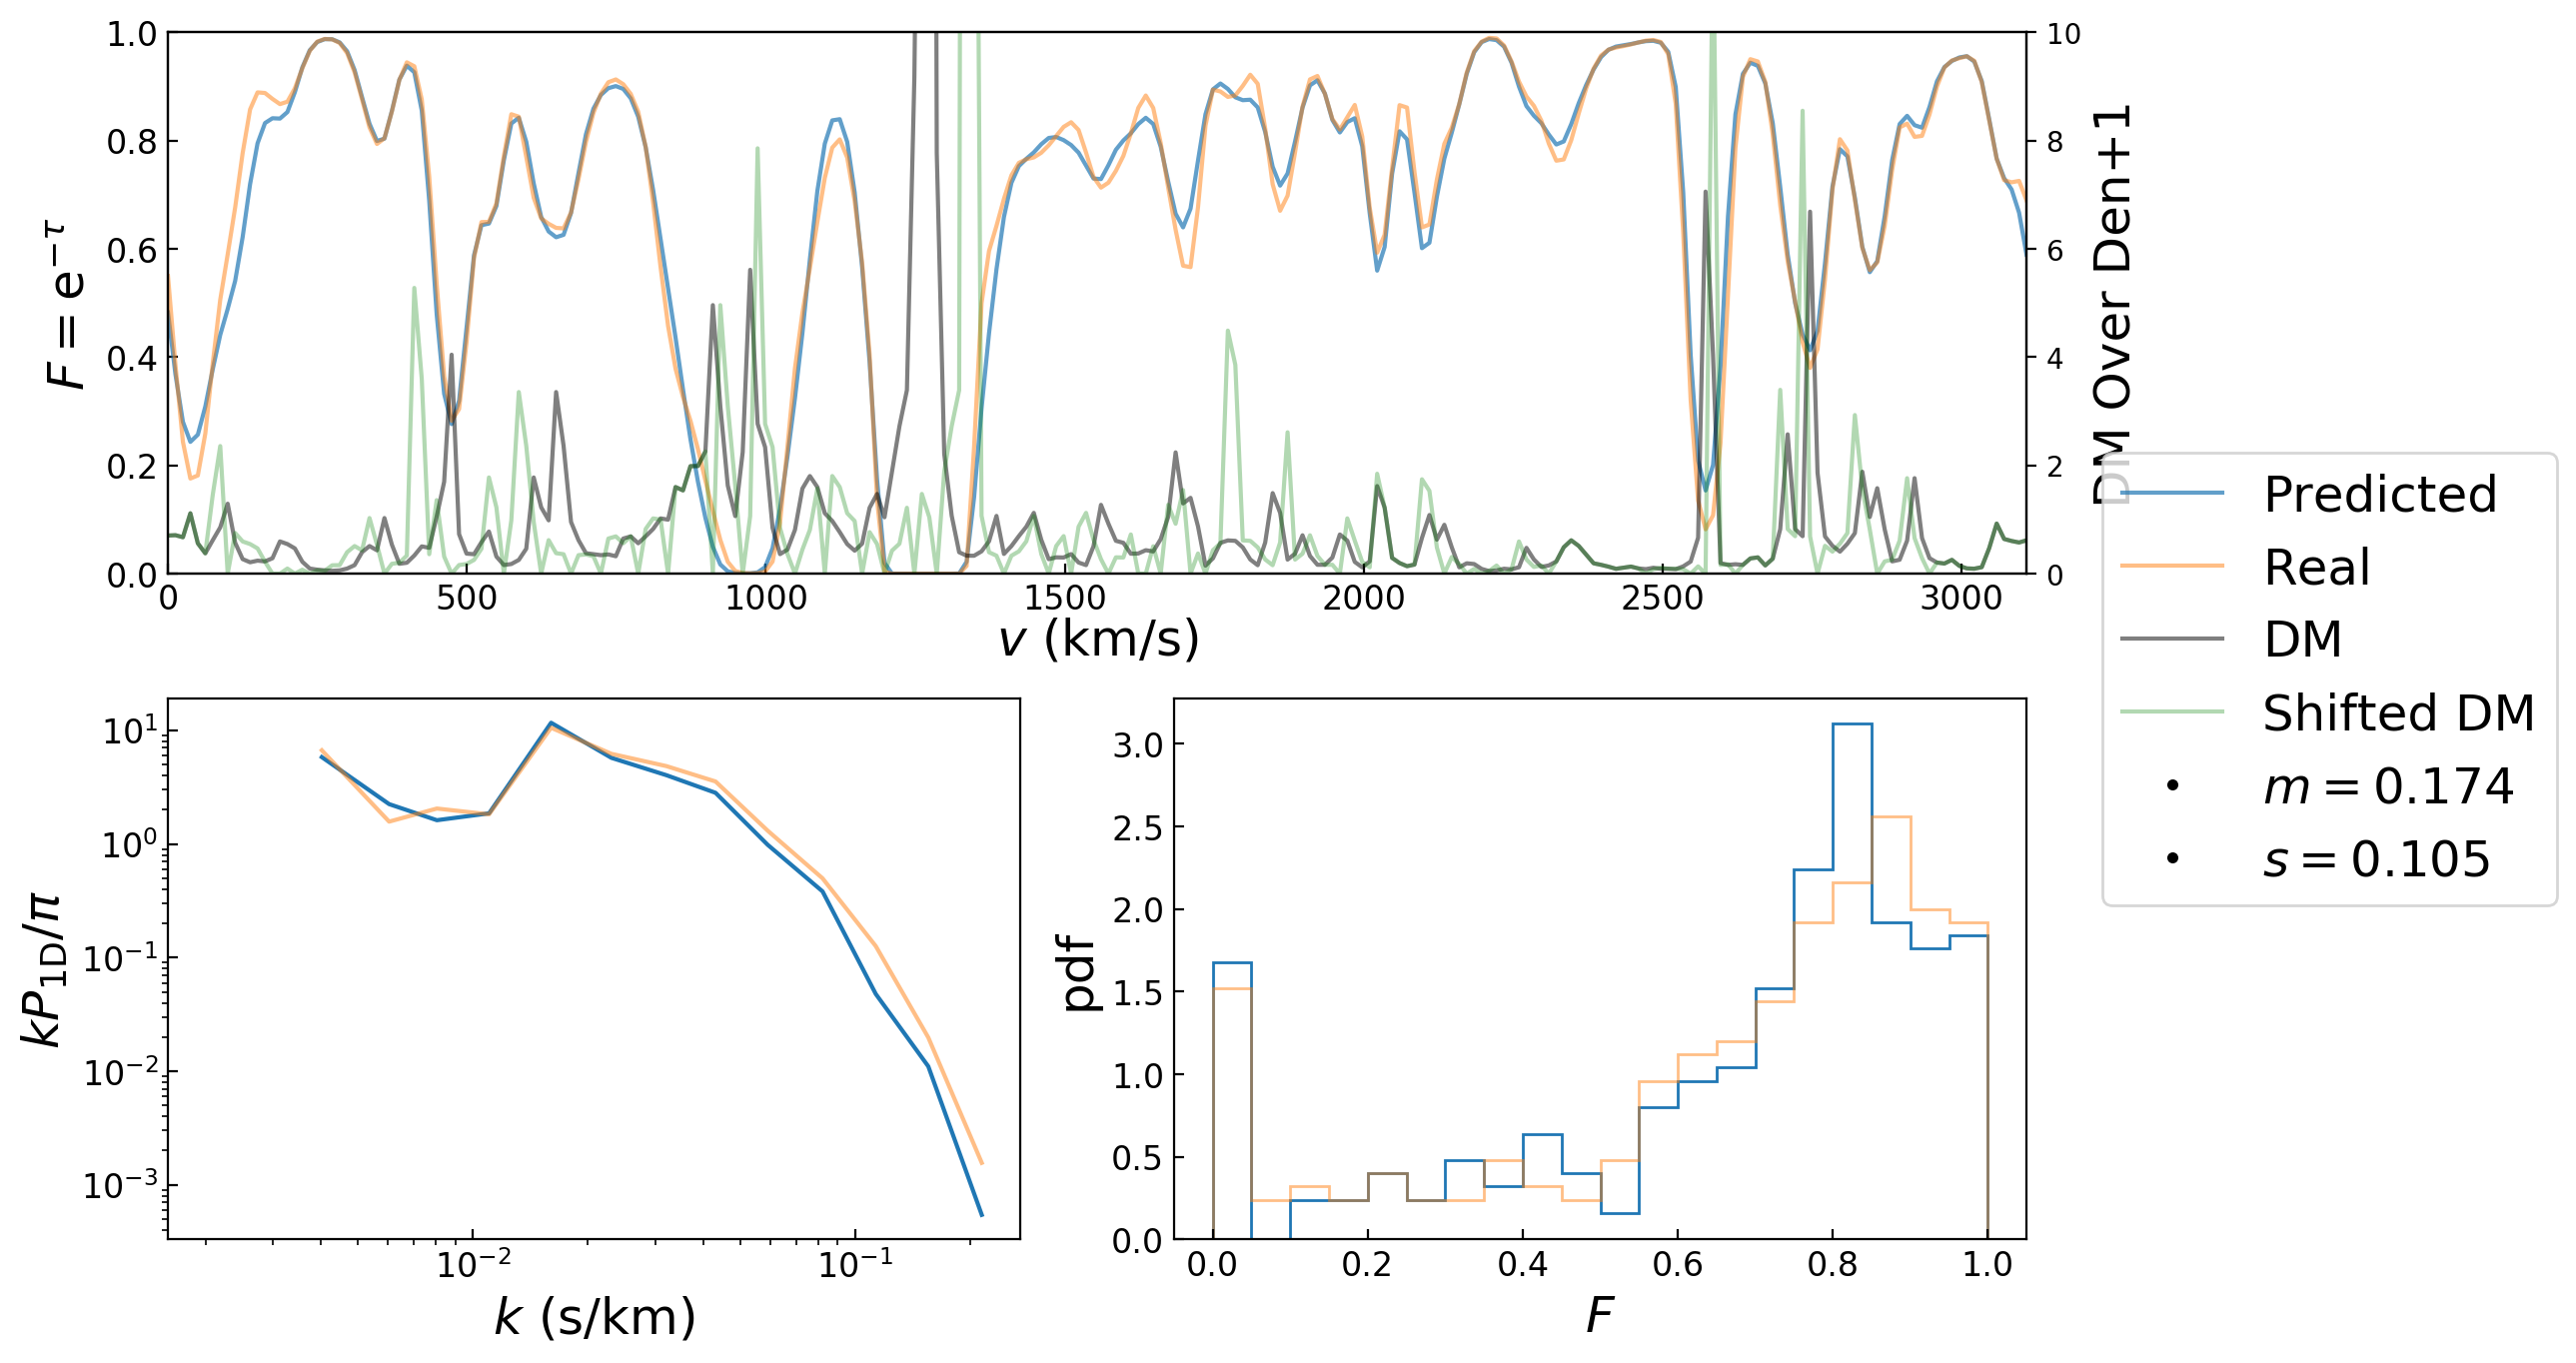 1.0
0.8
0.6
0.4
0.2
0.0
F = e^{−τ}
10
8
6
4
2
0
DM Over Den+1
0 500 1000 1500 2000 2500 3000
v (km/s)
Predicted
Real
DM
Shifted DM
m = 0.174
s = 0.105
10^1
10^0
10^{−1}
10^{−2}
10^{−3}
kP_{1D}/π
10^{−2} 10^{−1}
k (s/km)
3.0
2.5
2.0
1.5
1.0
0.5
0.0
pdf
0.0 0.2 0.4 0.6 0.8 1.0
F